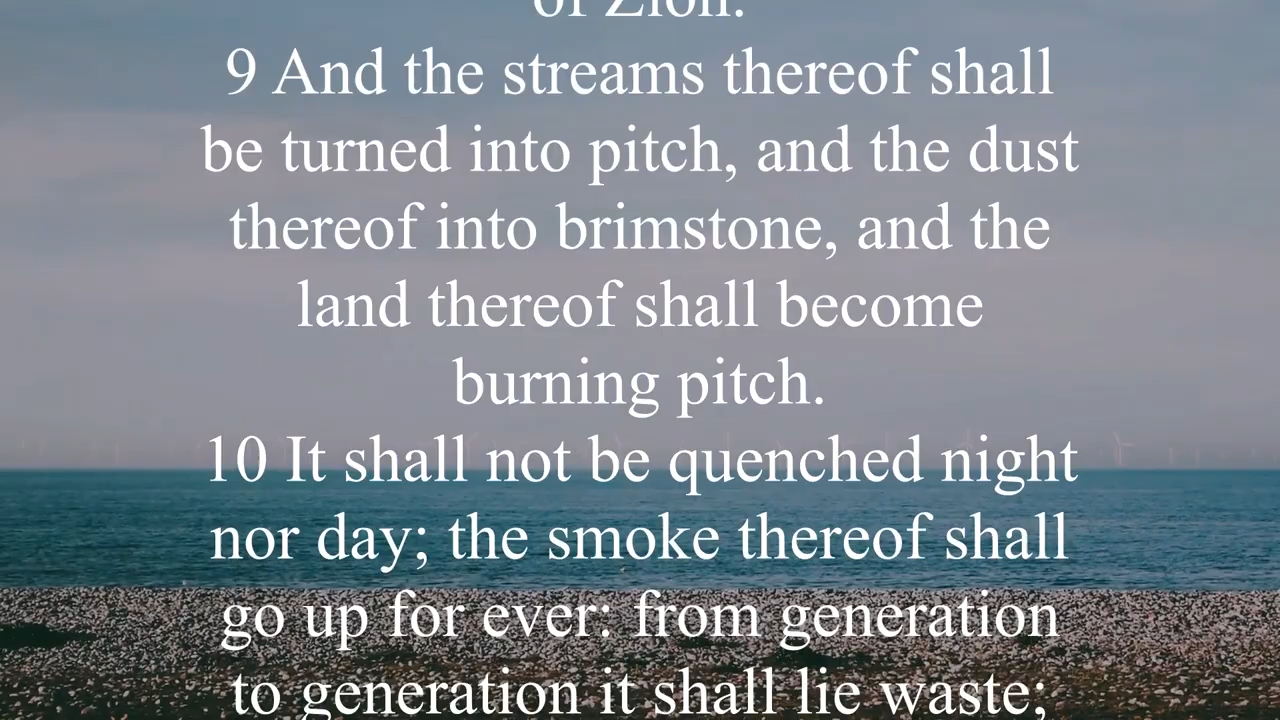 of Zion.
9 And the streams thereof shall
be turned into pitch, and the dust
thereof into brimstone, and the
land thereof shall become
burning pitch.
10 It shall not be quenched night
nor day; the smoke thereof shall
go up for ever: from generation
to generation it shall lie waste;